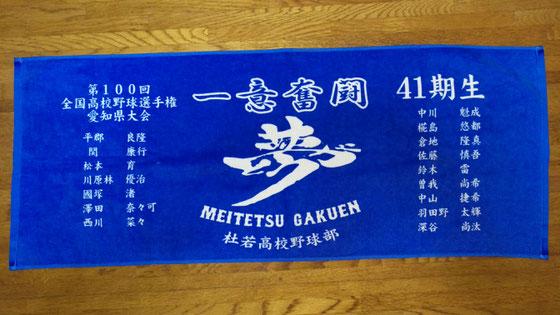 第100回
全国高校野球選手権
愛知県大会
平郡 良隆
関 康行
松本 育
川原林 優治
國塚 渚
澤田 奈々可
西川 菜々
一意奮闘
夢
MEITETSU GAKUEN
杜若高校野球部
41期生
中川 魁成
椛島 悠都
倉地 隆真
佐藤 慎吾
鈴木 雷
曽我 尚希
中山 捷希
羽田野 太輝
深谷 尚汰